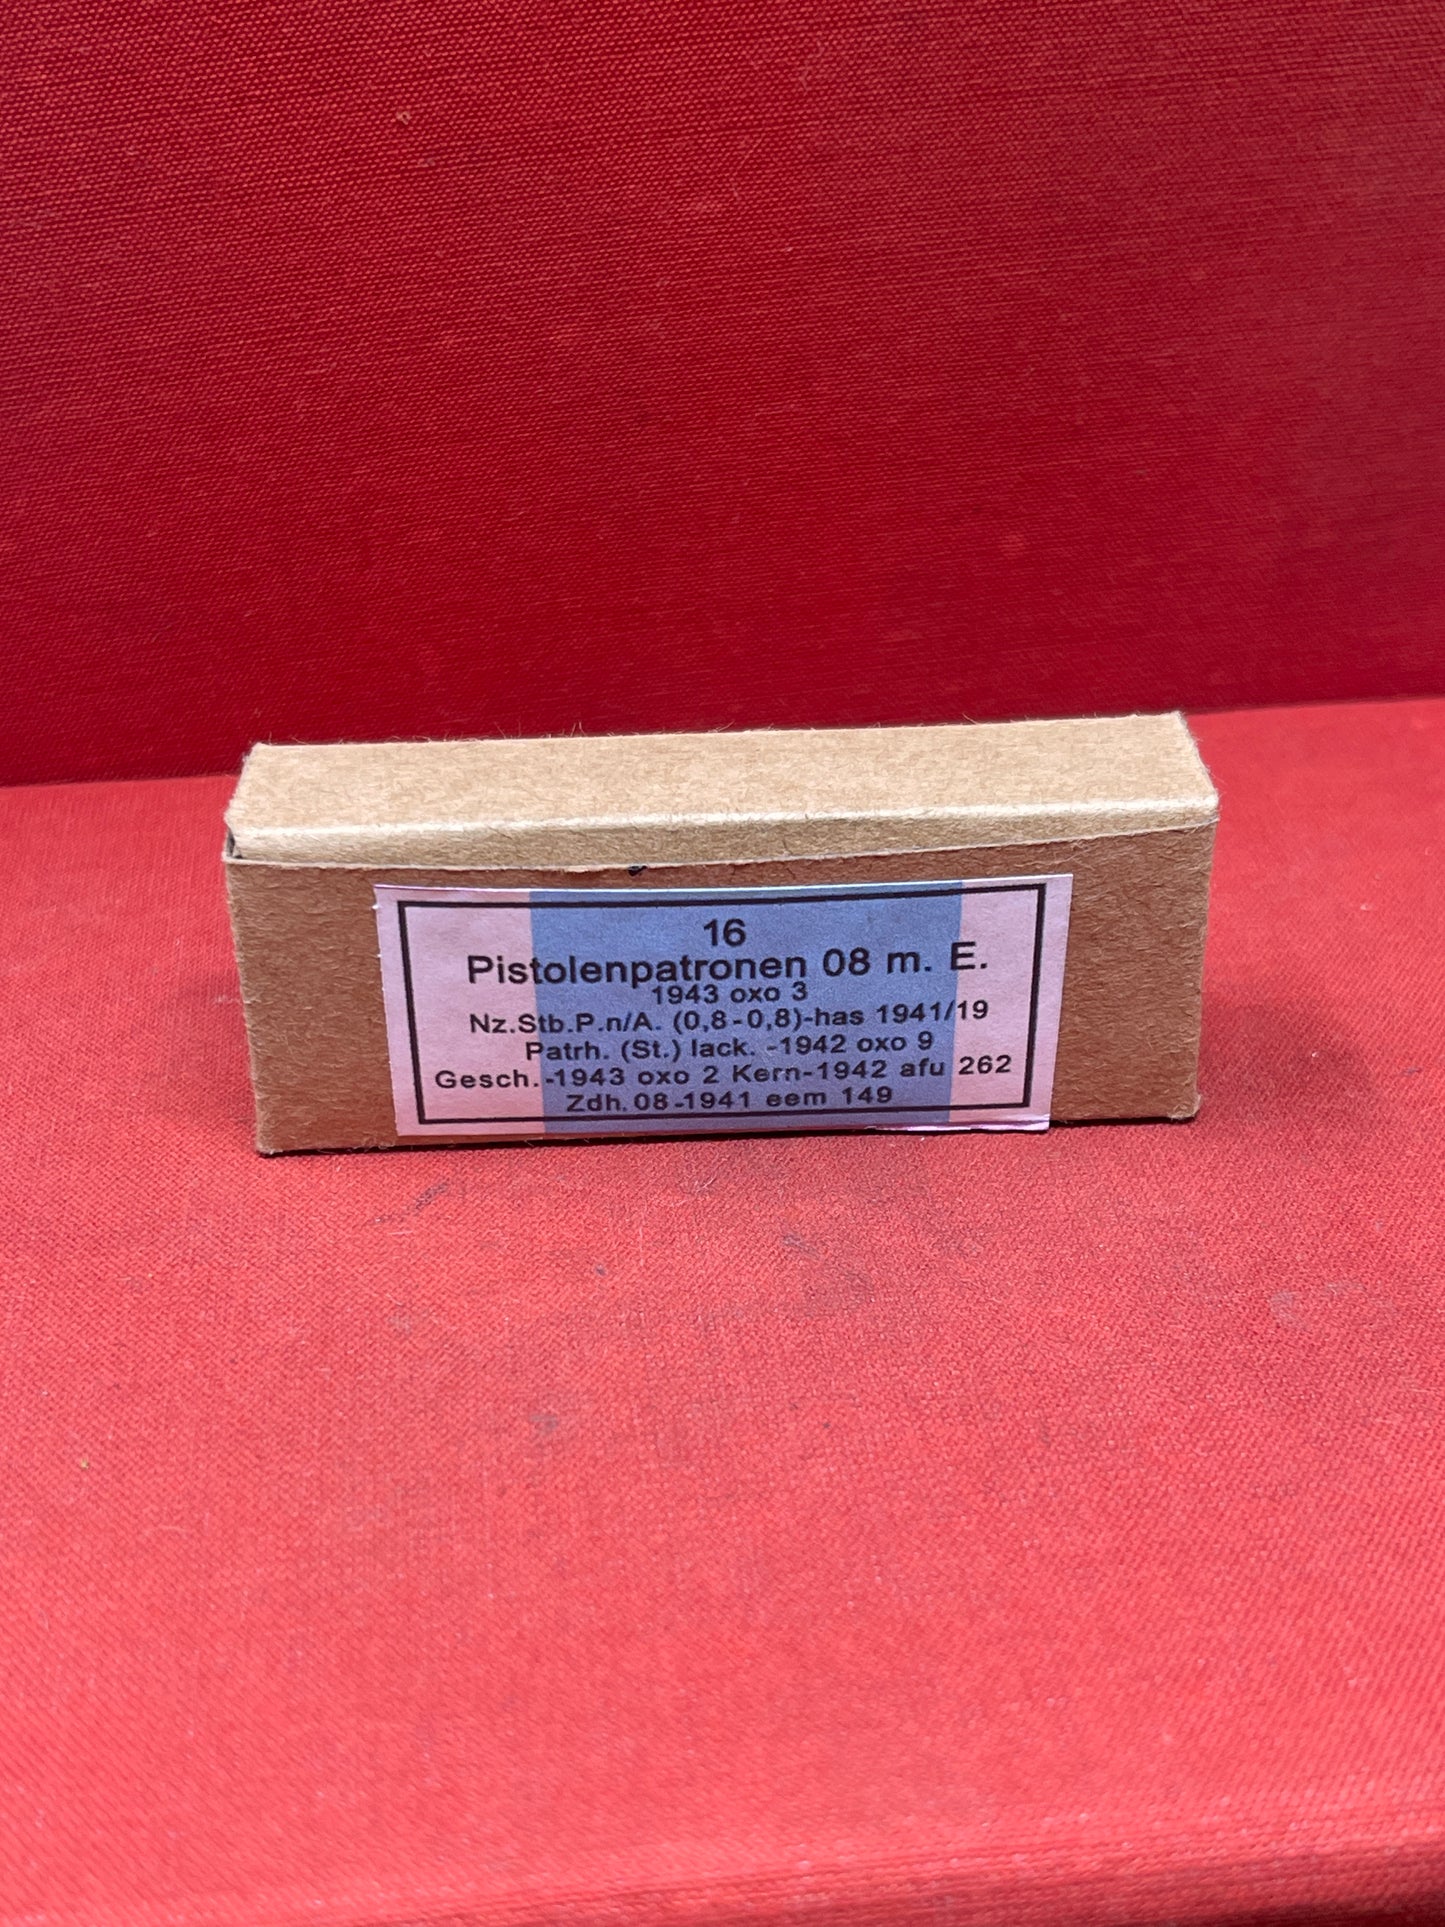 16
Pistolenpatronen 08 m. E.
1943 oxo 3
Nz.Stb.P.n/A. (0,8-0,8)-has 1941/19
Patrh. (St.) lack. -1942 oxo 9
Gesch.-1943 oxo 2 Kern-1942 afu 262
Zdh. 08-1941 eem 149